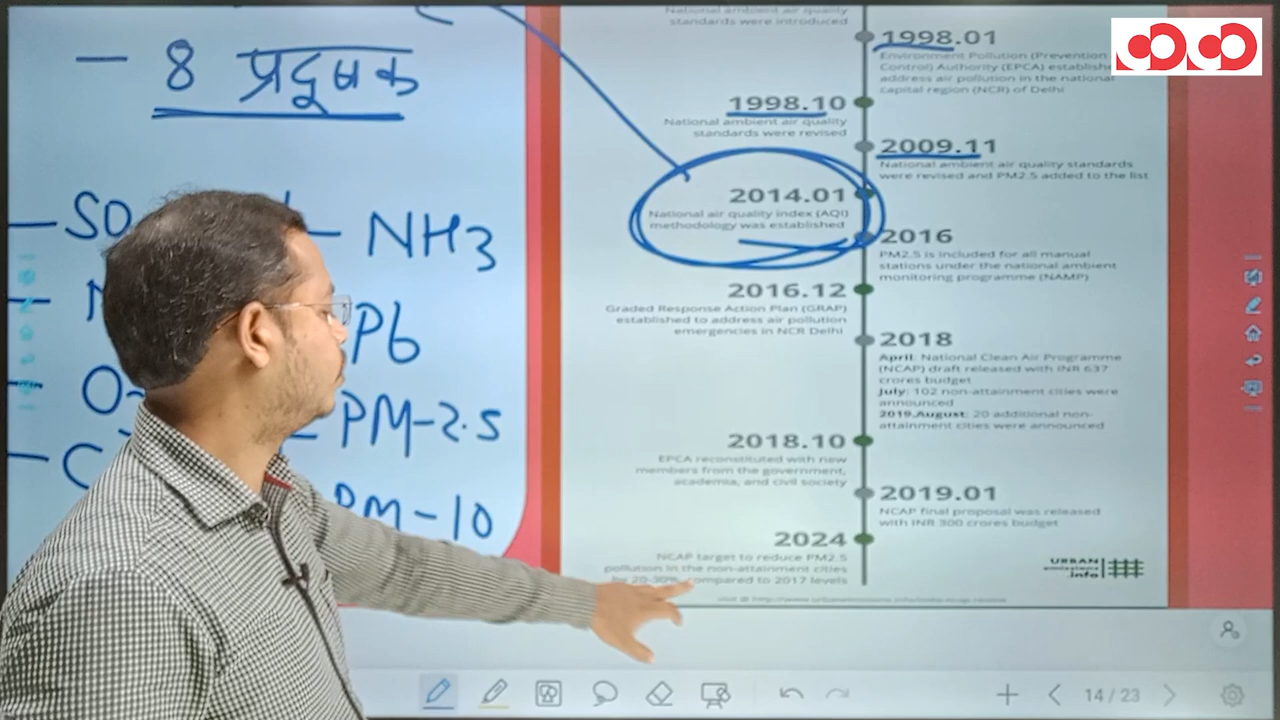 – 8 प्रदूषक
– SO
– NH3
Pb
O
PM-2.5
C
PM-10
National ambient air quality
standards were introduced
1998.01
Environment Pollution (Prevention
Control) Authority (EPCA)
address air pollution in the national
capital region (NCR) of Delhi
1998.10
National ambient air quality
standards were revised
2009.11
National ambient air quality standards
were revised and PM2.5 added to the list
2014.01
National air quality index (AQI)
methodology was established
2016
PM2.5 is included for all manual
stations under the national ambient
monitoring programme (NAMP)
2016.12
Graded Response Action Plan (GRAP)
established to address air pollution
emergencies in NCR Delhi
2018
April: National Clean Air Programme
(NCAP) draft released with INR 637
crores budget
July: 102 non-attainment cities were
announced
2019.August: 20 additional non-
attainment cities were announced
2018.10
EPCA reconstituted with new
members from the government,
academia, and civil society
2019.01
NCAP final proposal was released
with INR 300 crores budget
2024
NCAP target to reduce PM2.5
pollution in the non-attainment cities
by 20-30% compared to 2017 levels
URBAN
emissions
.info
14 / 23